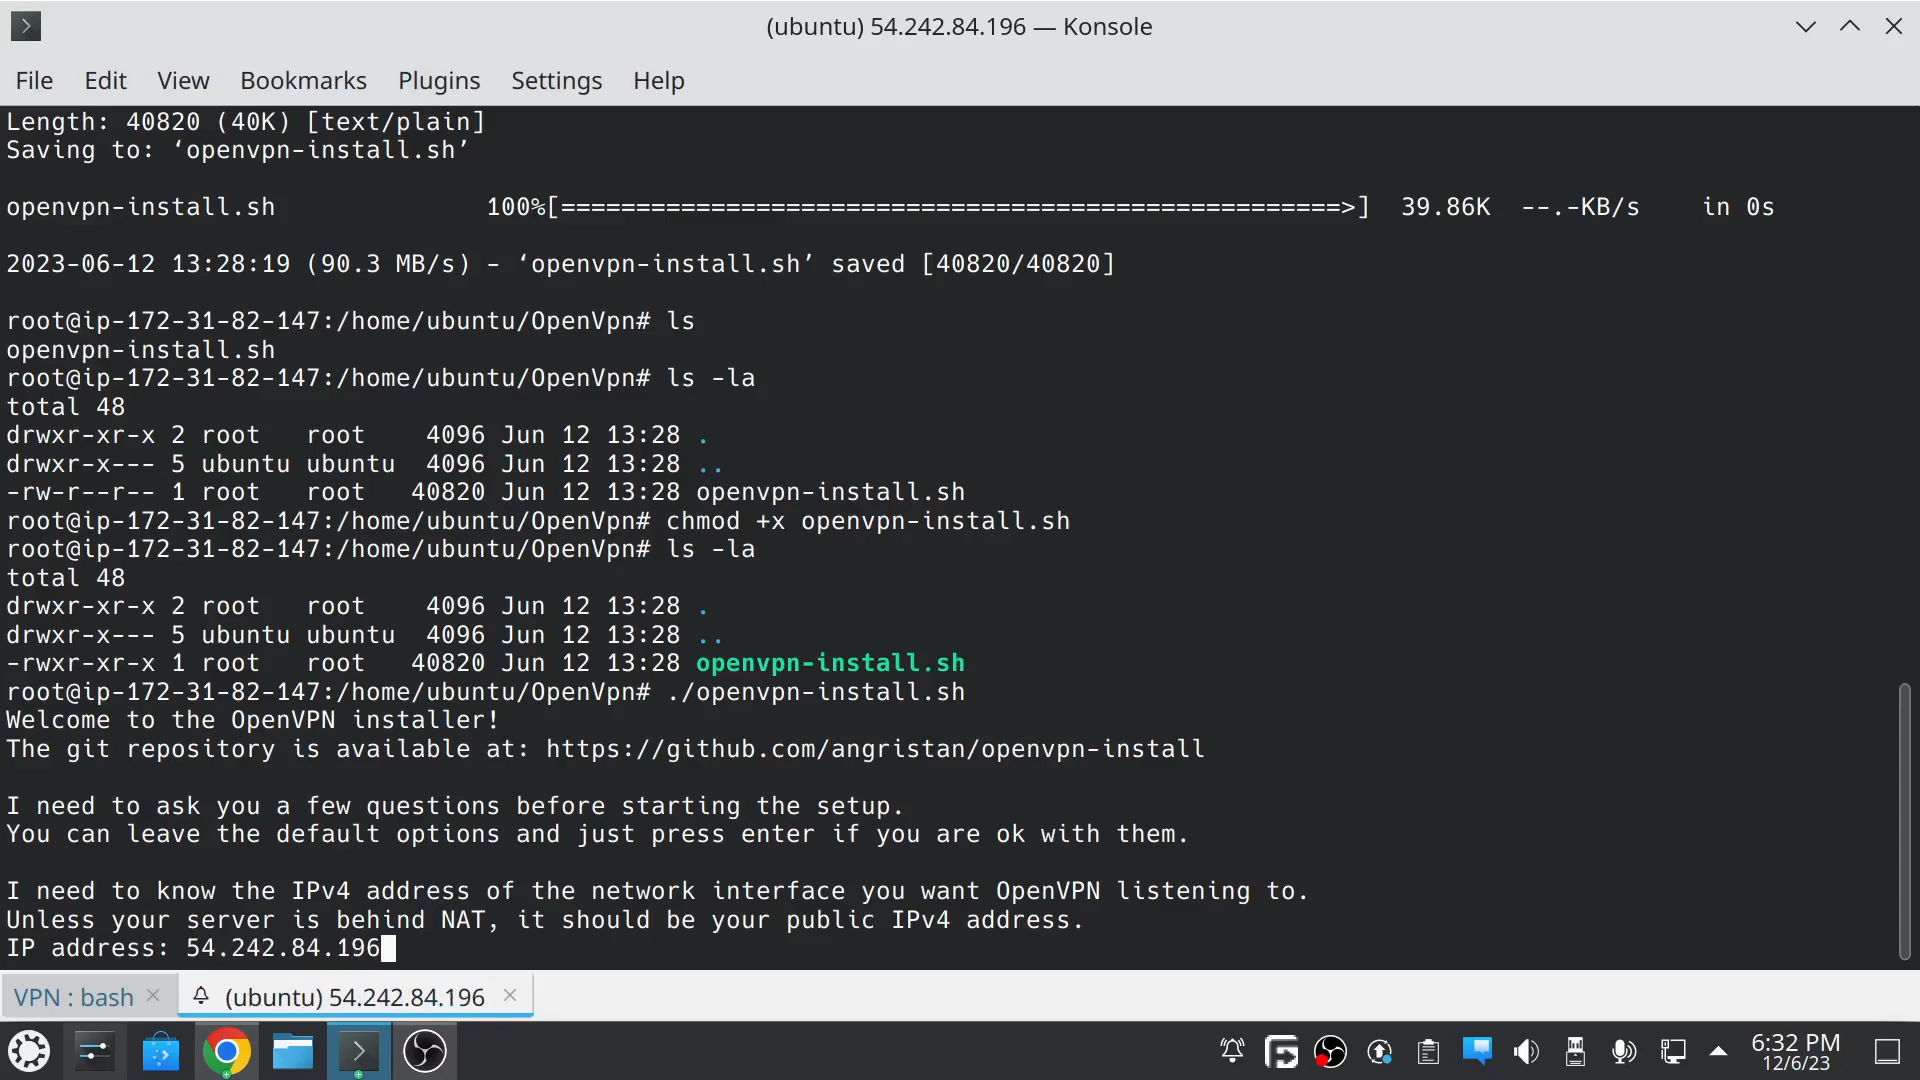 (ubuntu) 54.242.84.196 — Konsole
File Edit View Bookmarks Plugins Settings Help
Length: 40820 (40K) [text/plain]
Saving to: ‘openvpn-install.sh’
openvpn-install.sh 100%[====================================================>] 39.86K --.-KB/s in 0s
2023-06-12 13:28:19 (90.3 MB/s) - ‘openvpn-install.sh’ saved [40820/40820]
root@ip-172-31-82-147:/home/ubuntu/OpenVpn# ls
openvpn-install.sh
root@ip-172-31-82-147:/home/ubuntu/OpenVpn# ls -la
total 48
drwxr-xr-x 2 root   root    4096 Jun 12 13:28 .
drwxr-x--- 5 ubuntu ubuntu  4096 Jun 12 13:28 ..
-rw-r--r-- 1 root   root   40820 Jun 12 13:28 openvpn-install.sh
root@ip-172-31-82-147:/home/ubuntu/OpenVpn# chmod +x openvpn-install.sh
root@ip-172-31-82-147:/home/ubuntu/OpenVpn# ls -la
total 48
drwxr-xr-x 2 root   root    4096 Jun 12 13:28 .
drwxr-x--- 5 ubuntu ubuntu  4096 Jun 12 13:28 ..
-rwxr-xr-x 1 root   root   40820 Jun 12 13:28 openvpn-install.sh
root@ip-172-31-82-147:/home/ubuntu/OpenVpn# ./openvpn-install.sh
Welcome to the OpenVPN installer!
The git repository is available at: https://github.com/angristan/openvpn-install
I need to ask you a few questions before starting the setup.
You can leave the default options and just press enter if you are ok with them.
I need to know the IPv4 address of the network interface you want OpenVPN listening to.
Unless your server is behind NAT, it should be your public IPv4 address.
IP address: 54.242.84.196
VPN : bash (ubuntu) 54.242.84.196
6:32 PM
12/6/23